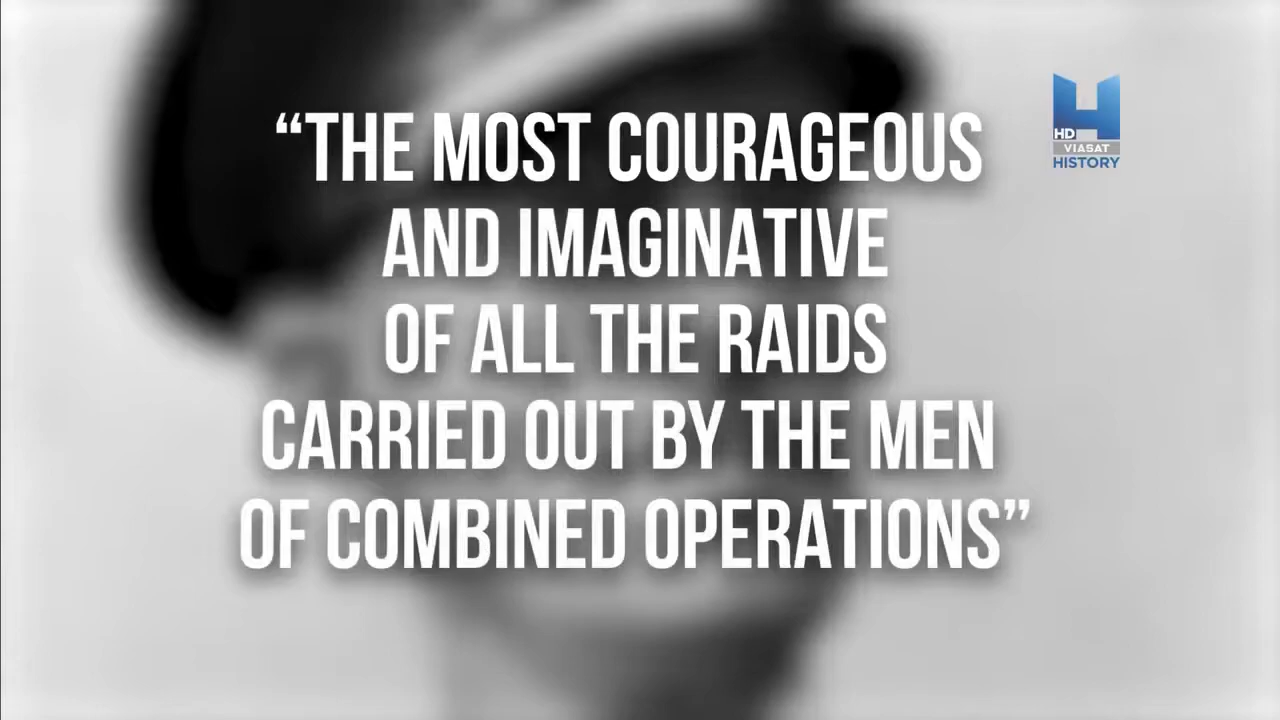 “THE MOST COURAGEOUS
AND IMAGINATIVE
OF ALL THE RAIDS
CARRIED OUT BY THE MEN
OF COMBINED OPERATIONS”
HD
VIASAT
HISTORY